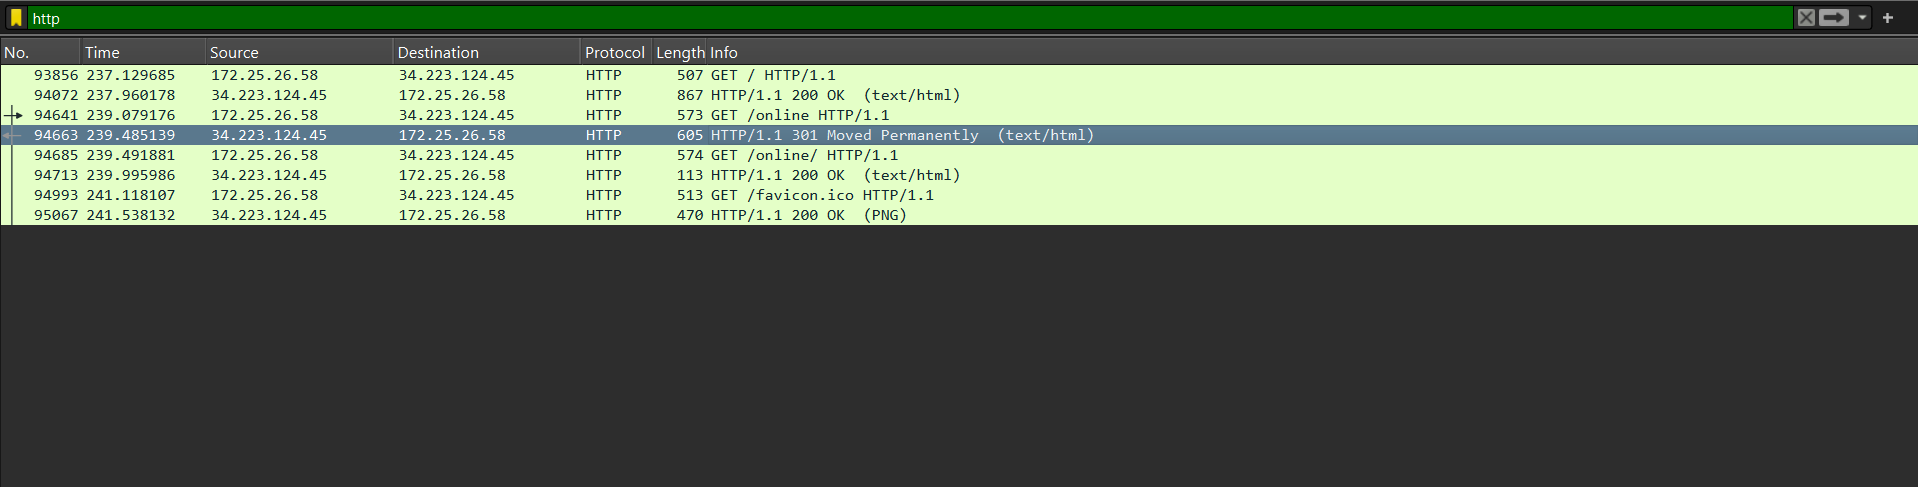 http
No. Time Source Destination Protocol Length Info
93856 237.129685 172.25.26.58 34.223.124.45 HTTP 507 GET / HTTP/1.1
94072 237.960178 34.223.124.45 172.25.26.58 HTTP 867 HTTP/1.1 200 OK (text/html)
94641 239.079176 172.25.26.58 34.223.124.45 HTTP 573 GET /online HTTP/1.1
94663 239.485139 34.223.124.45 172.25.26.58 HTTP 605 HTTP/1.1 301 Moved Permanently (text/html)
94685 239.491881 172.25.26.58 34.223.124.45 HTTP 574 GET /online/ HTTP/1.1
94713 239.995986 34.223.124.45 172.25.26.58 HTTP 113 HTTP/1.1 200 OK (text/html)
94993 241.118107 172.25.26.58 34.223.124.45 HTTP 513 GET /favicon.ico HTTP/1.1
95067 241.538132 34.223.124.45 172.25.26.58 HTTP 470 HTTP/1.1 200 OK (PNG)